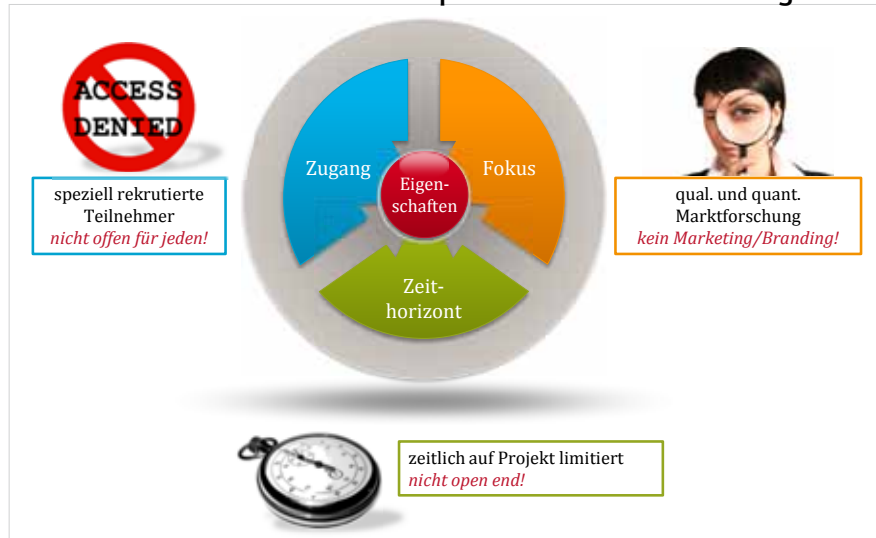 ACCESS
DENIED
speziell rekrutierte
Teilnehmer
nicht offen für jeden!
Zugang
Eigen-
schaften
Fokus
qual. und quant.
Marktforschung
kein Marketing/Branding!
Zeit-
horizont
zeitlich auf Projekt limitiert
nicht open end!